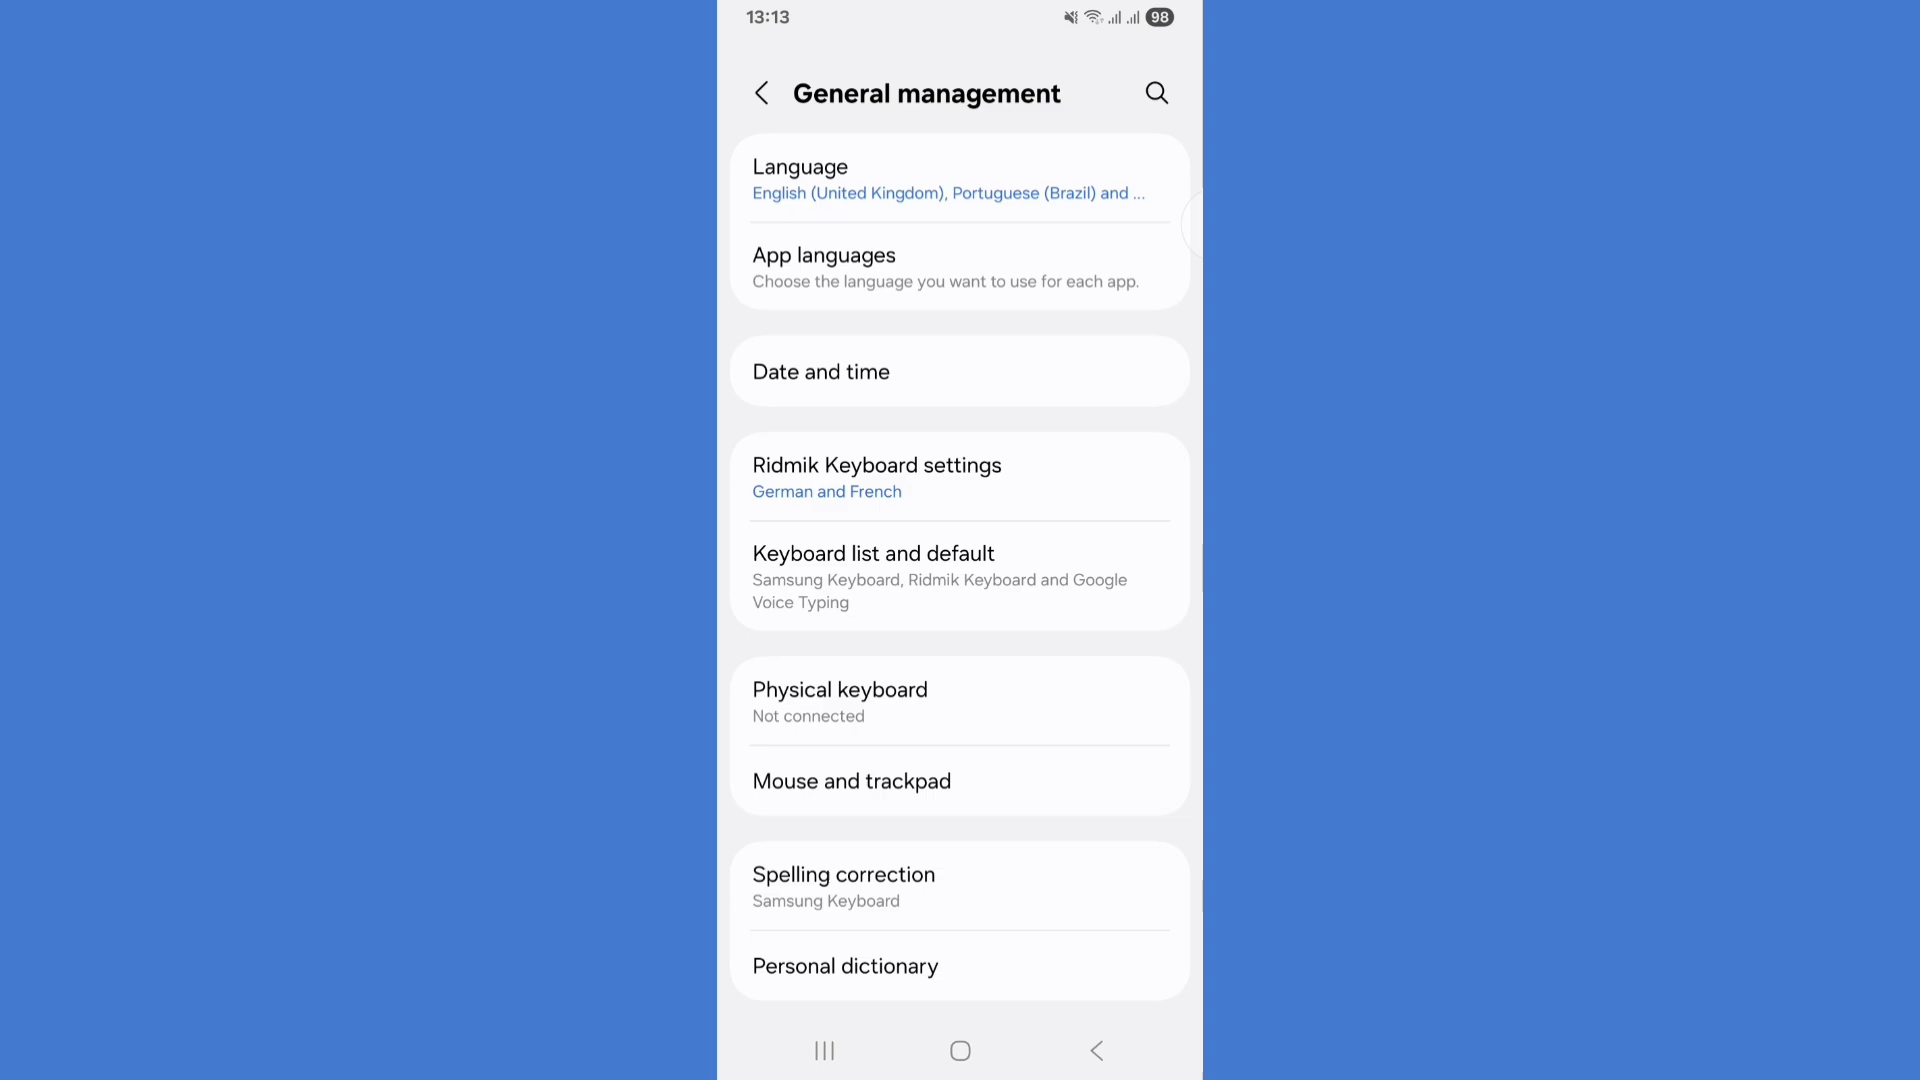 13:13
98
General management
Language
English (United Kingdom), Portuguese (Brazil) and ...
App languages
Choose the language you want to use for each app.
Date and time
Ridmik Keyboard settings
German and French
Keyboard list and default
Samsung Keyboard, Ridmik Keyboard and Google
Voice Typing
Physical keyboard
Not connected
Mouse and trackpad
Spelling correction
Samsung Keyboard
Personal dictionary